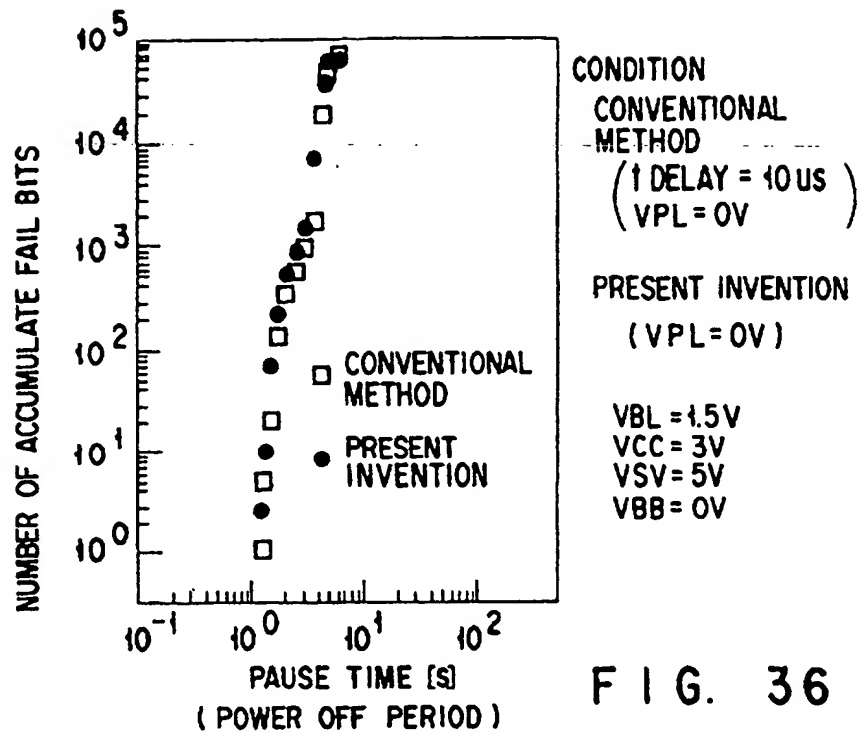 10^5
10^4
10^3
10^2
10^1
10^0
NUMBER OF ACCUMULATE FAIL BITS
10^-1
10^0
10^1
10^2
PAUSE TIME [S]
(POWER OFF PERIOD)
□ CONVENTIONAL
METHOD
● PRESENT
INVENTION
CONDITION
CONVENTIONAL
METHOD
(↑ DELAY = 10 us
VPL = 0V)
PRESENT INVENTION
(VPL = 0V)
VBL = 1.5V
VCC = 3V
VSV = 5V
VBB = 0V
FIG. 36